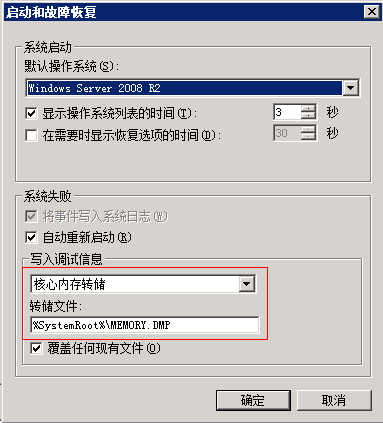 启动和故障恢复
系统启动
默认操作系统(S):
Windows Server 2008 R2
显示操作系统列表的时间(T): 3 秒
在需要时显示恢复选项的时间(D): 30 秒
系统失败
将事件写入系统日志(W)
自动重新启动(R)
写入调试信息
核心内存转储
转储文件:
%SystemRoot%\MEMORY.DMP
覆盖任何现有文件(O)
确定 取消